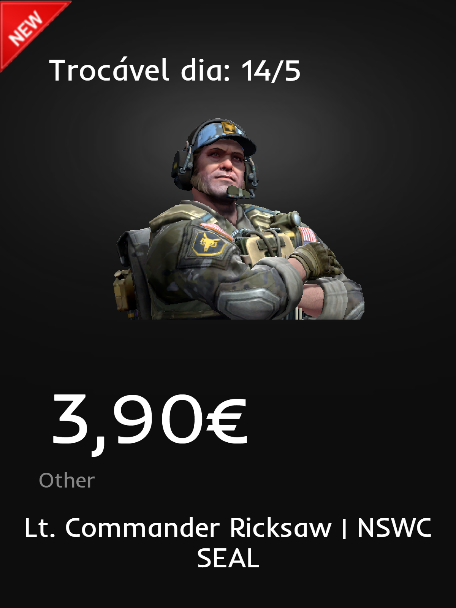 NEW
Trocável dia: 14/5
3,90€
Other
Lt. Commander Ricksaw | NSWC
SEAL